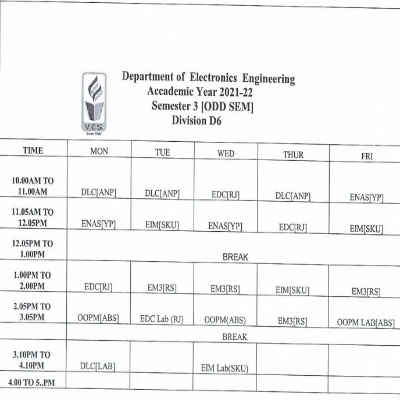 Department of Electronics Engineering
Accademic Year 2021-22
Semester 3 [ODD SEM]
Division D6
V.E.S.
TIME MON TUE WED THUR FRI
10.00AM TO
11.00AM DLC[ANP] DLC[ANP] EDC[RJ] DLC[ANP] ENAS[YP]
11.05AM TO
12.05PM ENAS[YP] EIM[SKU] ENAS[YP] EDC[RJ] EIM[SKU]
12.05PM TO
1.00PM BREAK
1.00PM TO
2.00PM EDC[RJ] EM3[RS] EM3[RS] EIM[SKU] EM3[RS]
2.05PM TO
3.05PM OOPM[ABS] EDC Lab (RJ) OOPM(ABS) EM3[RS] OOPM LAB[ABS]
BREAK
3.10PM TO
4.10PM DLC[LAB] EIM Lab(SKU)
4.00 TO 5..PM